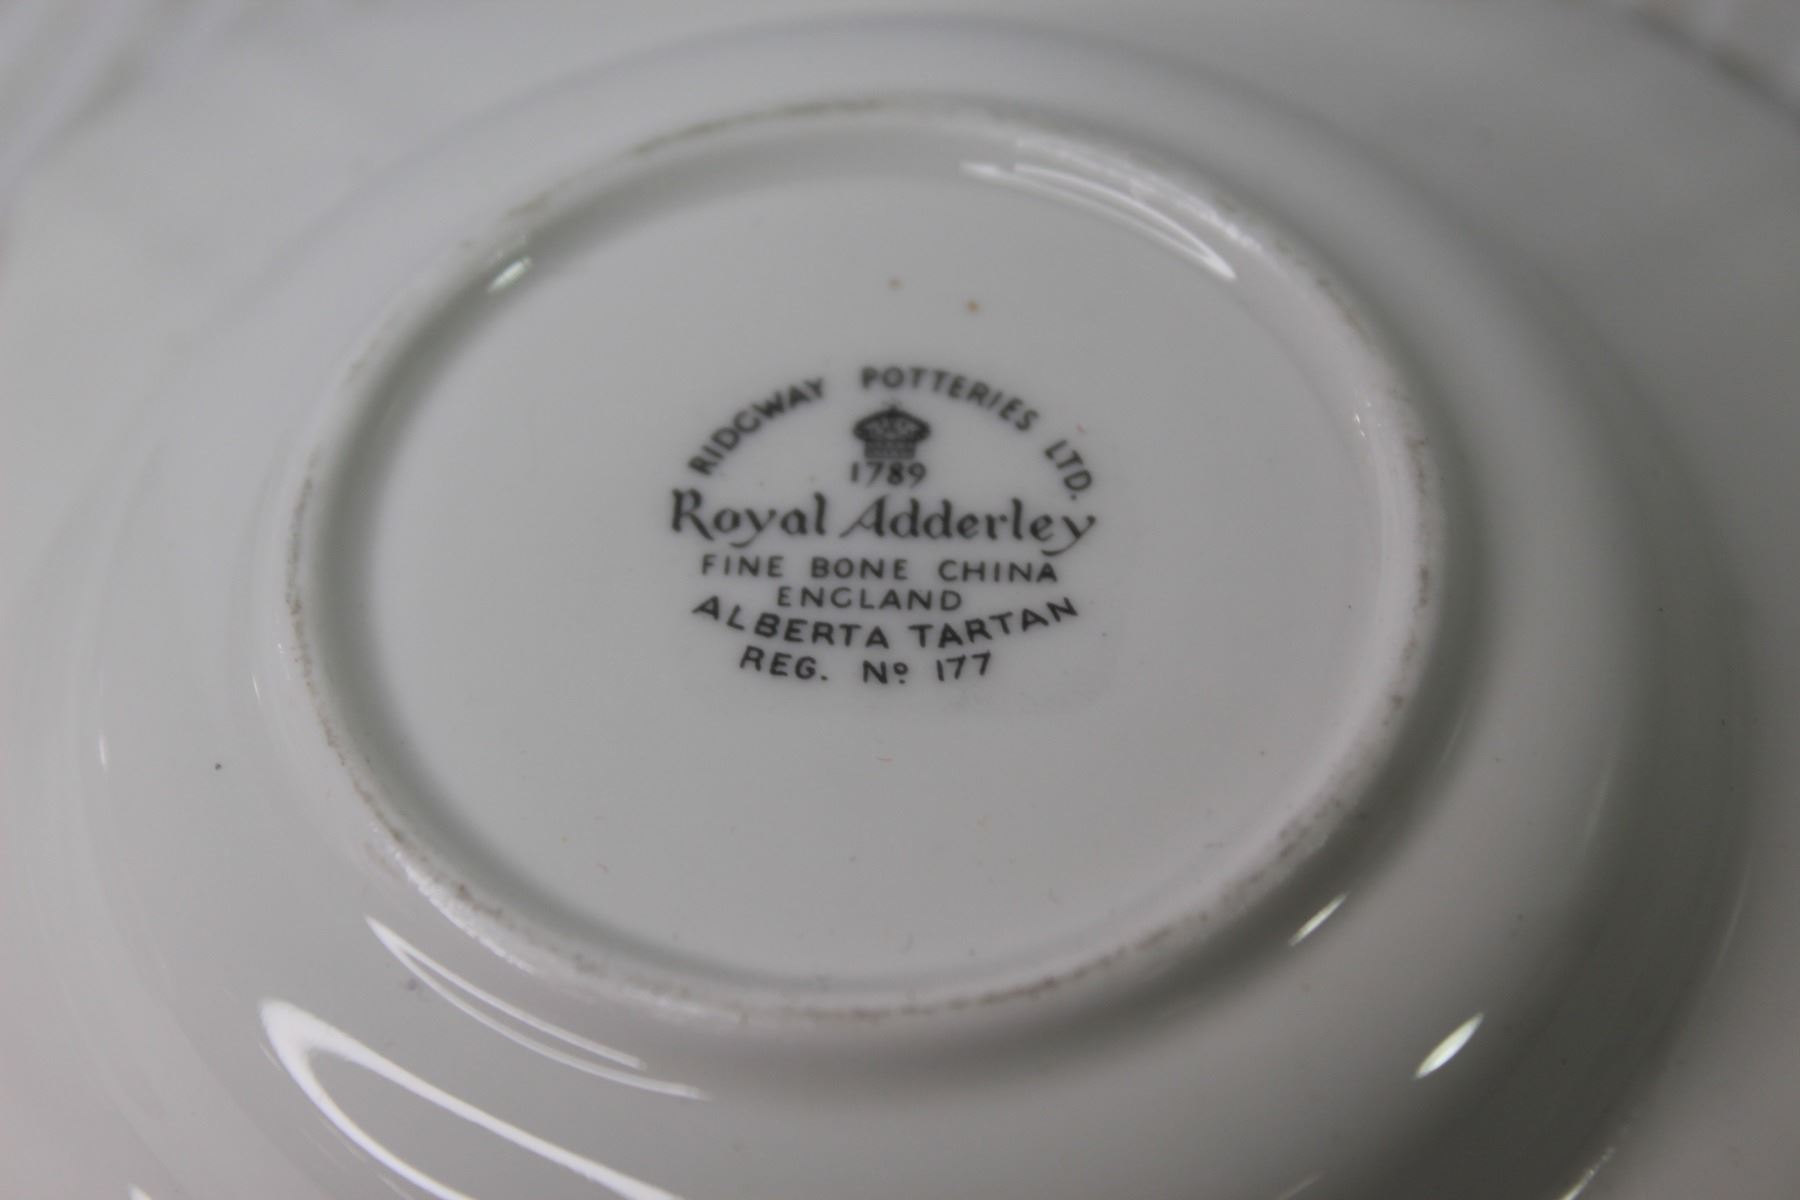 RIDGWAY POTTERIES LTD.
1789
Royal Adderley
FINE BONE CHINA
ENGLAND
ALBERTA TARTAN
REG. Nº 177